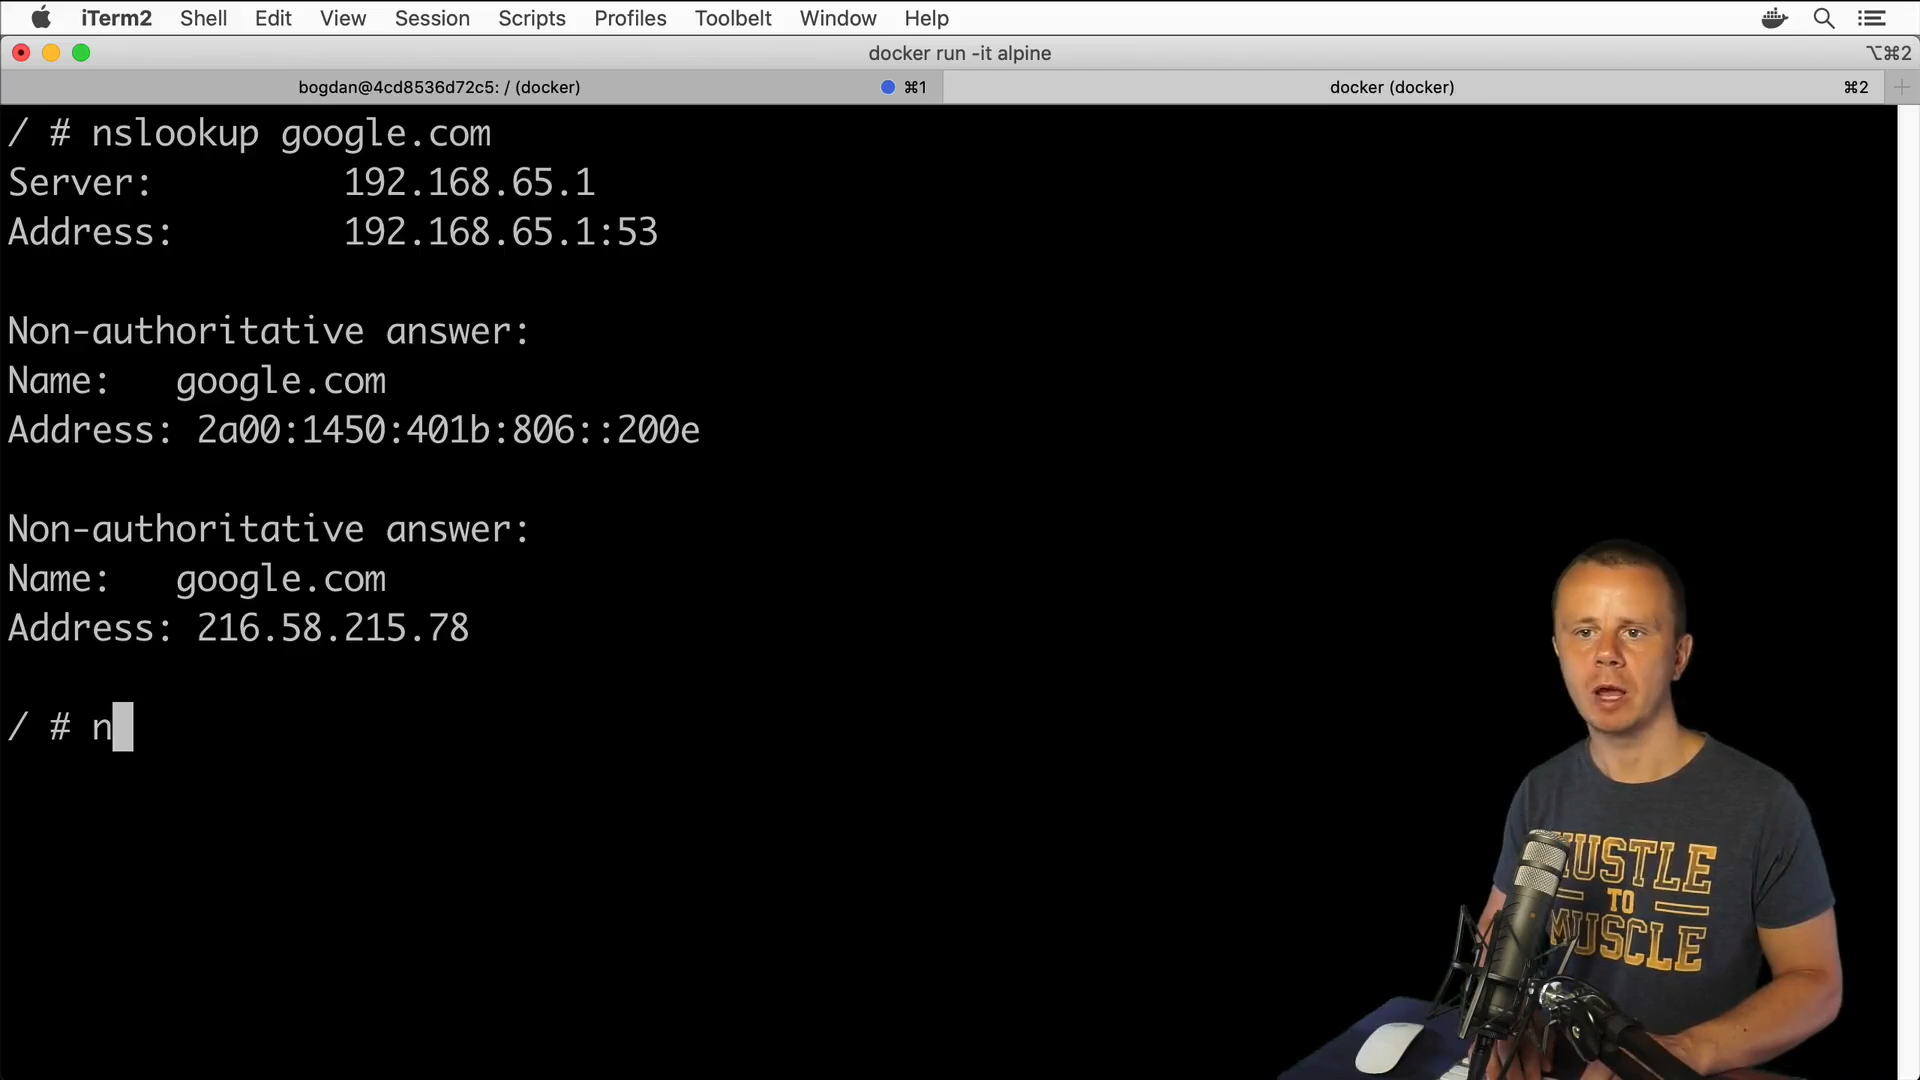 iTerm2 Shell Edit View Session Scripts Profiles Toolbelt Window Help
docker run -it alpine ⌥⌘2
bogdan@4cd8536d72c5: / (docker) ⌘1 docker (docker) ⌘2 +
/ # nslookup google.com
Server: 192.168.65.1
Address: 192.168.65.1:53
Non-authoritative answer:
Name: google.com
Address: 2a00:1450:401b:806::200e
Non-authoritative answer:
Name: google.com
Address: 216.58.215.78
/ # n
HUSTLE
TO
MUSCLE